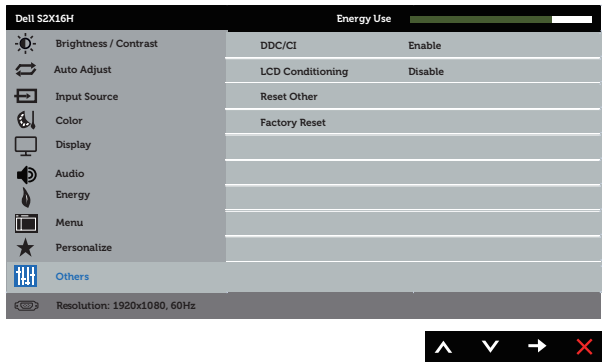 Dell S2X16H Energy Use
Brightness / Contrast
DDC/CI Enable
Auto Adjust
LCD Conditioning Disable
Input Source
Reset Other
Color
Factory Reset
Display
Audio
Energy
Menu
Personalize
Others
Resolution: 1920x1080, 60Hz